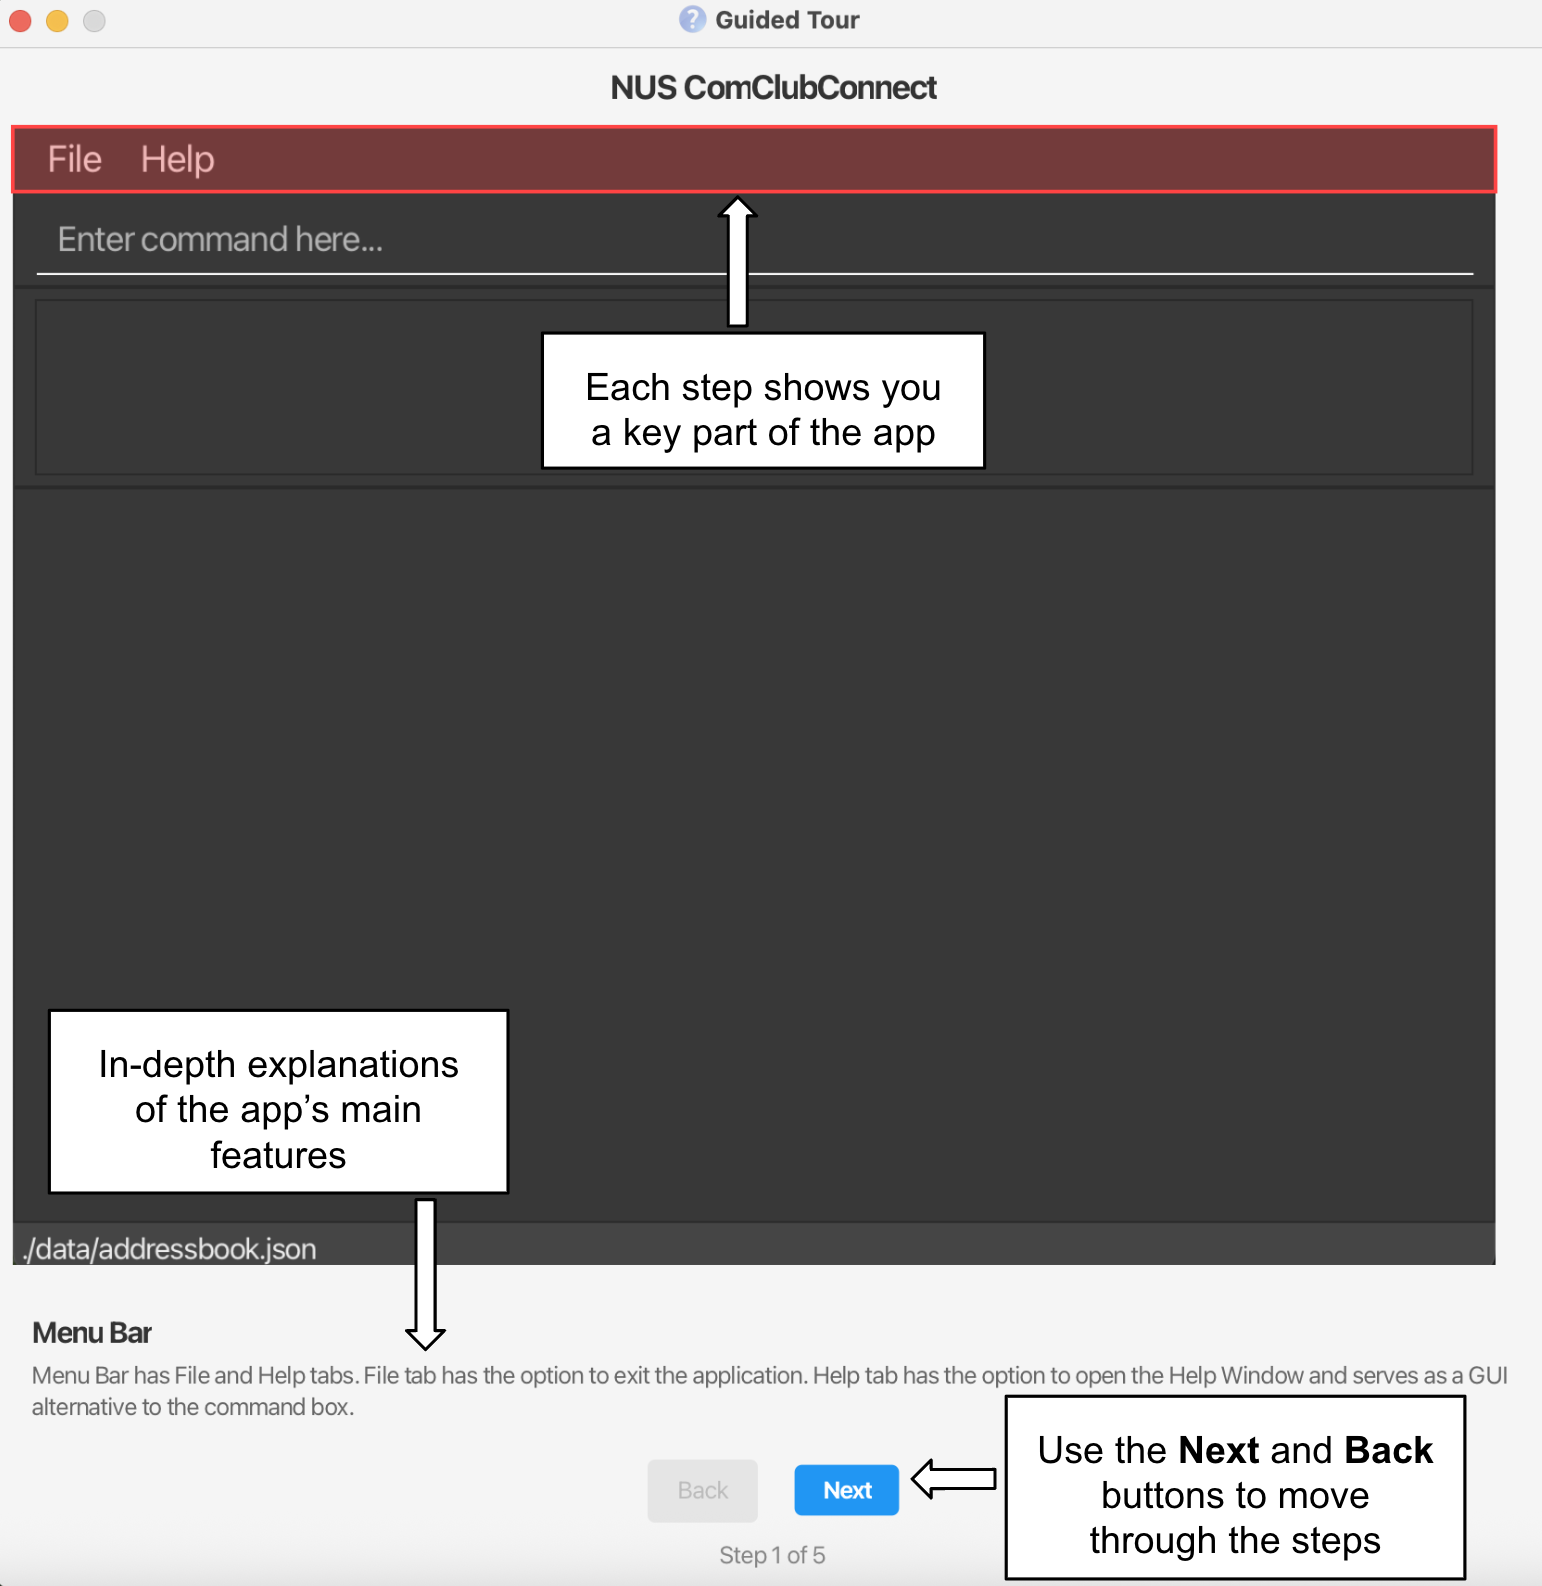 Guided Tour
NUS ComClubConnect
File Help
Enter command here...
Each step shows you
a key part of the app
In-depth explanations
of the app’s main
features
./data/addressbook.json
Menu Bar
Menu Bar has File and Help tabs. File tab has the option to exit the application. Help tab has the option to open the Help Window and serves as a GUI
alternative to the command box.
Use the Next and Back
buttons to move
through the steps
Back Next
Step 1 of 5